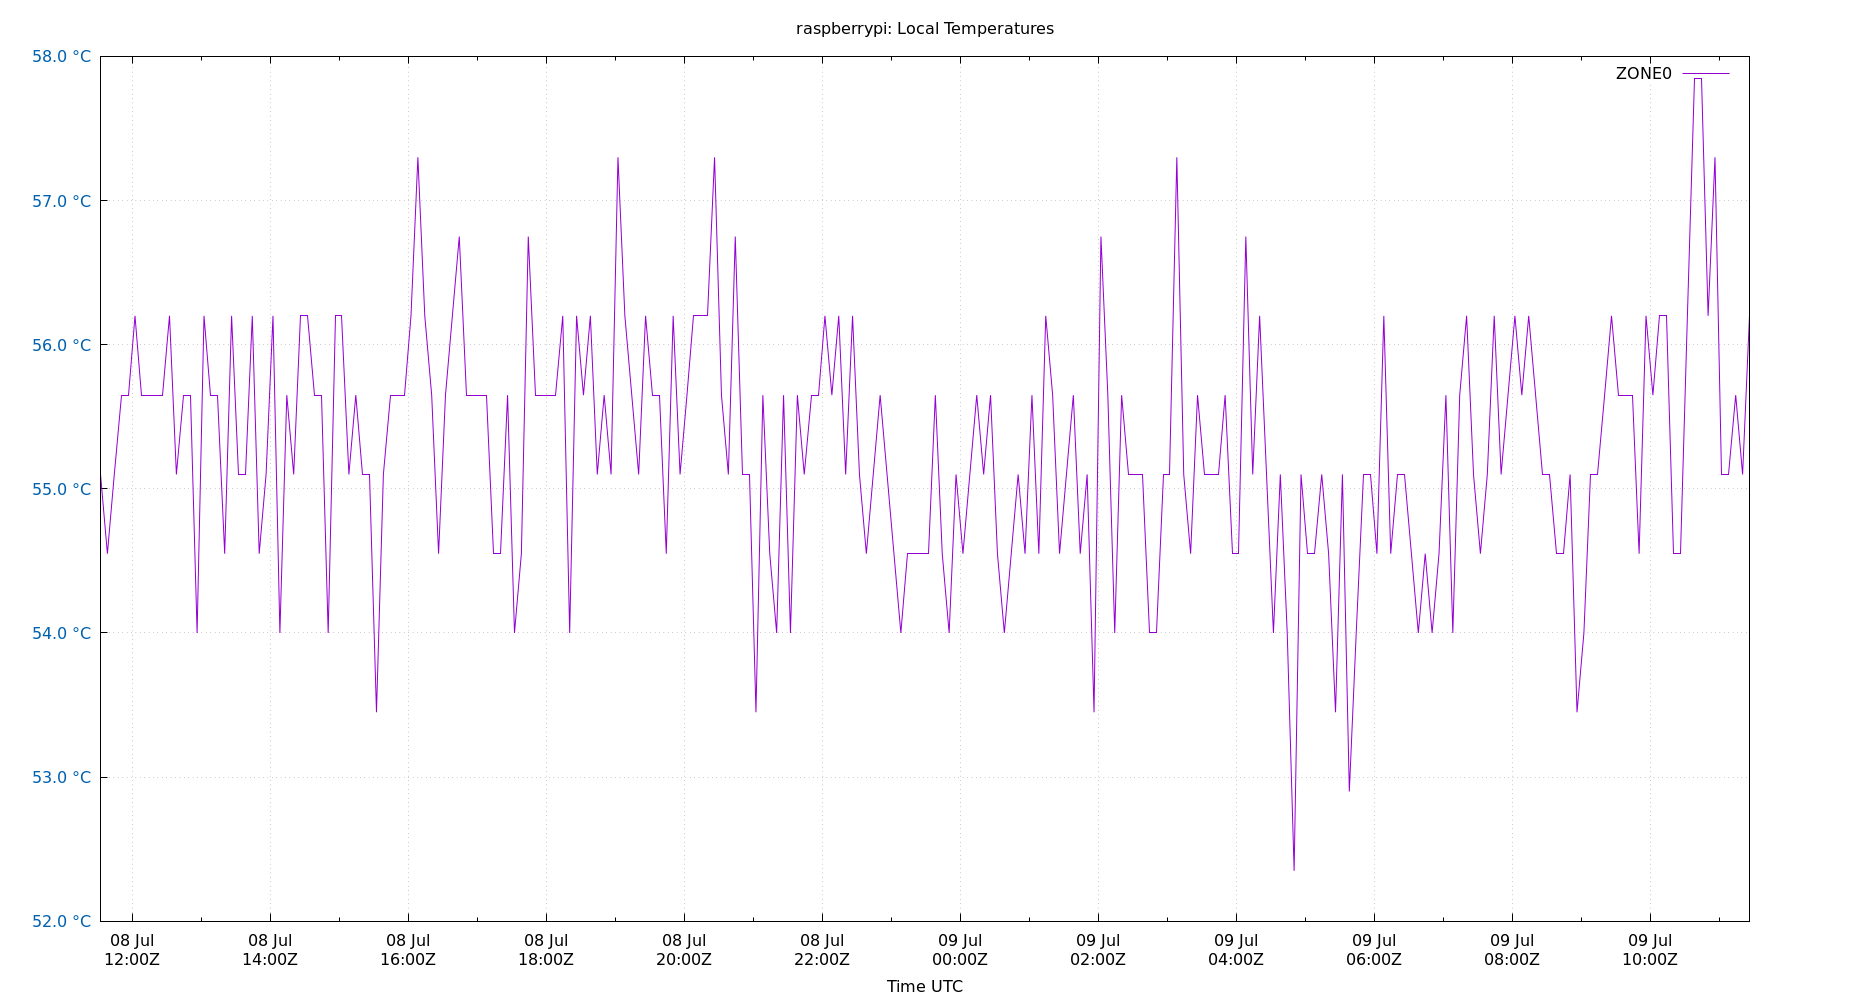 raspberrypi: Local Temperatures
58.0 °C
ZONE0
57.0 °C
56.0 °C
55.0 °C
54.0 °C
53.0 °C
52.0 °C
08 Jul 08 Jul 08 Jul 08 Jul 08 Jul 08 Jul 09 Jul 09 Jul 09 Jul 09 Jul 09 Jul 09 Jul
12:00Z 14:00Z 16:00Z 18:00Z 20:00Z 22:00Z 00:00Z 02:00Z 04:00Z 06:00Z 08:00Z 10:00Z
Time UTC